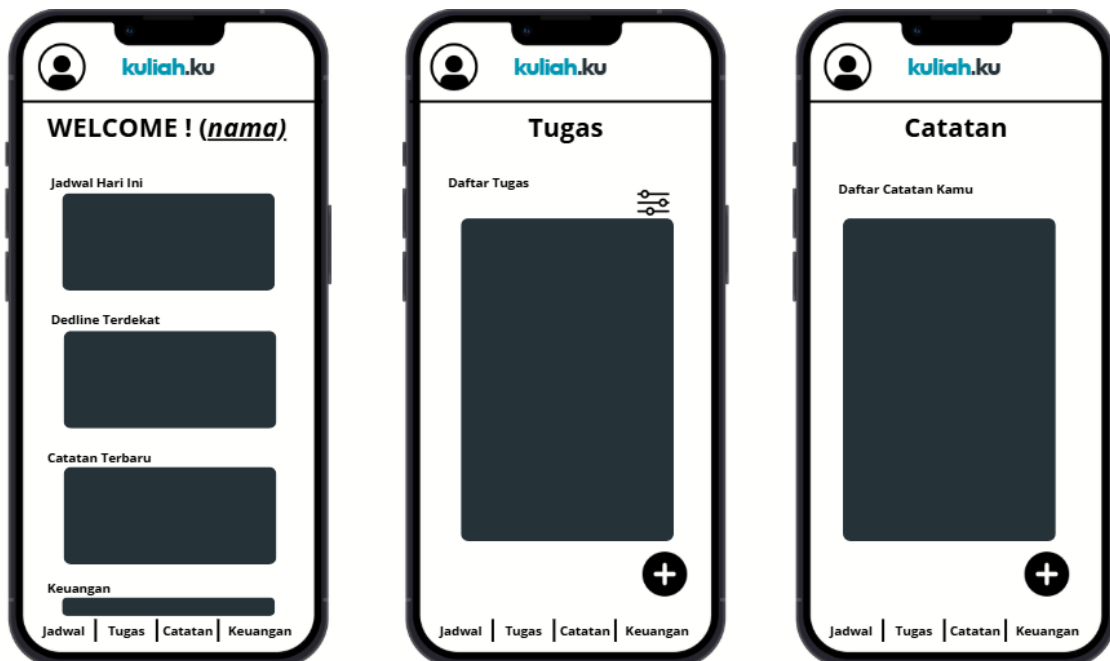 kuliah.ku
WELCOME ! (nama)
Jadwal Hari Ini
Dedline Terdekat
Catatan Terbaru
Keuangan
Jadwal Tugas Catatan Keuangan
kuliah.ku
Tugas
Daftar Tugas
Jadwal Tugas Catatan Keuangan
kuliah.ku
Catatan
Daftar Catatan Kamu
Jadwal Tugas Catatan Keuangan